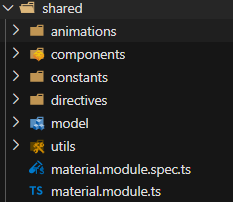 shared
animations
components
constants
directives
model
utils
material.module.spec.ts
TS material.module.ts